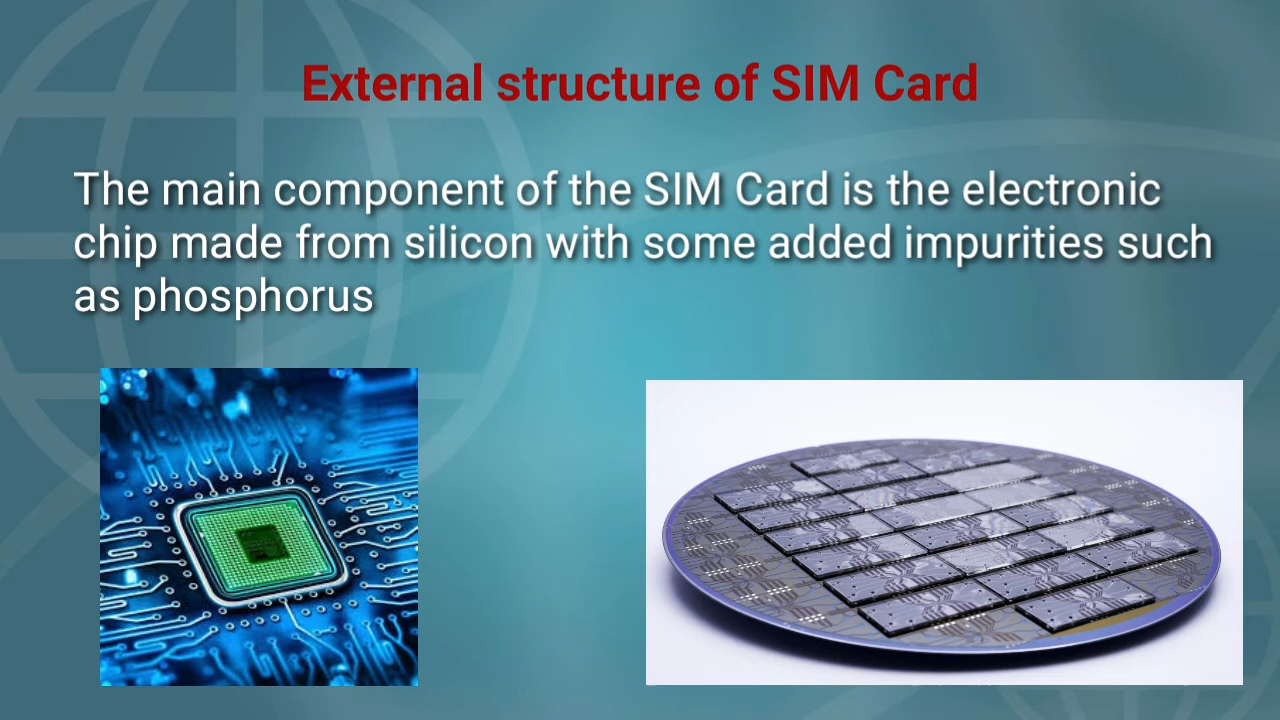 External structure of SIM Card
The main component of the SIM Card is the electronic
chip made from silicon with some added impurities such
as phosphorus